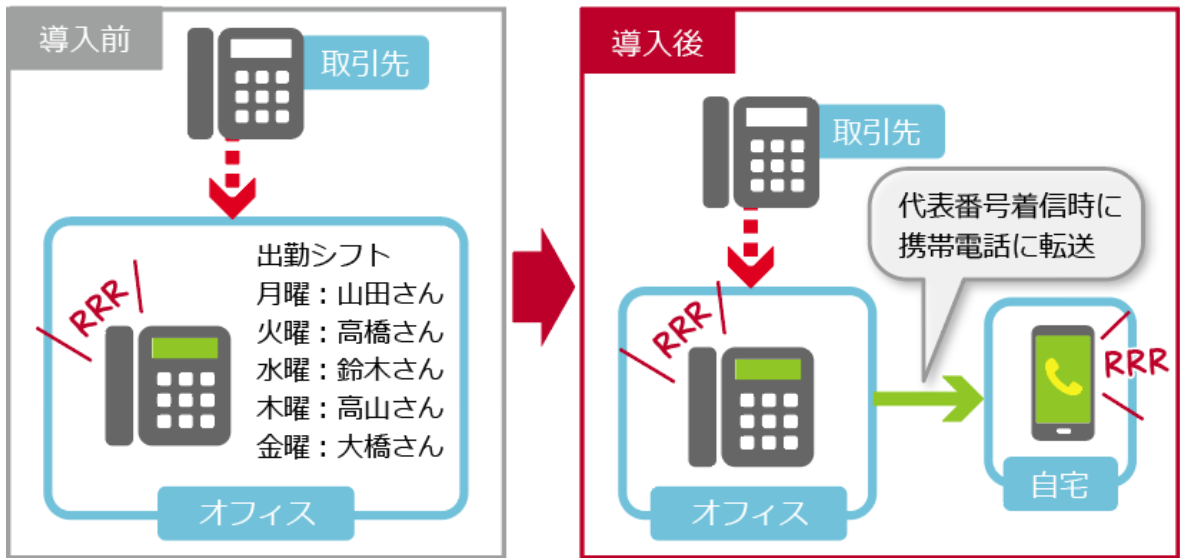 導入前
取引先
RRR
出勤シフト
月曜：山田さん
火曜：高橋さん
水曜：鈴木さん
木曜：高山さん
金曜：大橋さん
オフィス
導入後
取引先
代表番号着信時に
携帯電話に転送
RRR
RRR
オフィス
自宅